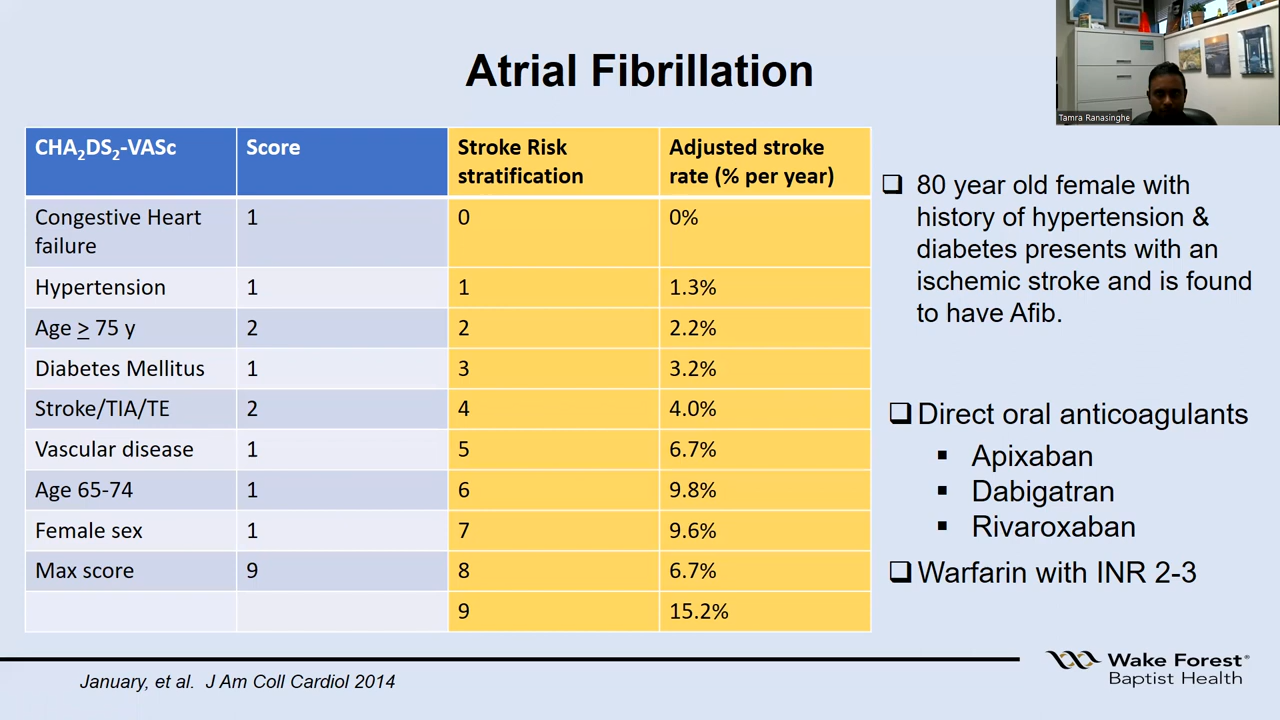 Atrial Fibrillation
Tamra Ranasinghe
CHA2DS2-VASc Score Stroke Risk stratification Adjusted stroke rate (% per year)
Congestive Heart failure 1 0 0%
Hypertension 1 1 1.3%
Age ≥ 75 y 2 2 2.2%
Diabetes Mellitus 1 3 3.2%
Stroke/TIA/TE 2 4 4.0%
Vascular disease 1 5 6.7%
Age 65-74 1 6 9.8%
Female sex 1 7 9.6%
Max score 9 8 6.7%
9 15.2%
80 year old female with
history of hypertension &
diabetes presents with an
ischemic stroke and is found
to have Afib.
Direct oral anticoagulants
Apixaban
Dabigatran
Rivaroxaban
Warfarin with INR 2-3
January, et al. J Am Coll Cardiol 2014
Wake Forest®
Baptist Health